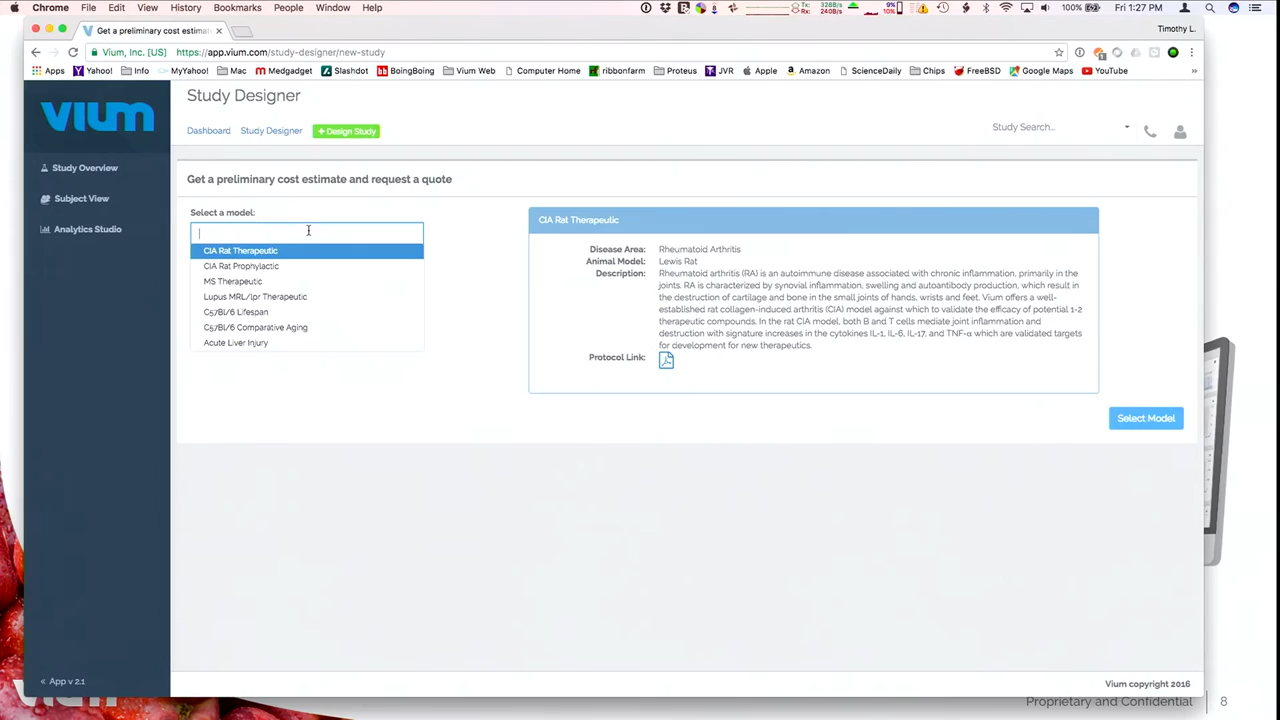 Chrome File Edit View History Bookmarks People Window Help
Tx: 328B/s
Rx: 240B/s
9%
10%
100%
Fri 1:27 PM
Get a preliminary cost estimat
Timothy L.
Vium, Inc. [US] https://app.vium.com/study-designer/new-study
Apps Yahoo! Info MyYahoo! Mac Medgadget Slashdot BoingBoing Vium Web Computer Home ribbonfarm Proteus JVR Apple Amazon ScienceDaily Chips FreeBSD Google Maps YouTube »
VIUM
Study Overview
Subject View
Analytics Studio
« App v 2.1
Study Designer
Dashboard Study Designer + Design Study
Study Search...
Get a preliminary cost estimate and request a quote
Select a model:
CIA Rat Therapeutic
CIA Rat Prophylactic
MS Therapeutic
Lupus MRL/lpr Therapeutic
C57Bl/6 Lifespan
C57Bl/6 Comparative Aging
Acute Liver Injury
CIA Rat Therapeutic
Disease Area: Rheumatoid Arthritis
Animal Model: Lewis Rat
Description: Rheumatoid arthritis (RA) is an autoimmune disease associated with chronic inflammation, primarily in the
joints. RA is characterized by synovial inflammation, swelling and autoantibody production, which result in
the destruction of cartilage and bone in the small joints of hands, wrists and feet. Vium offers a well-
established rat collagen-induced arthritis (CIA) model against which to validate the efficacy of potential 1-2
therapeutic compounds. In the rat CIA model, both B and T cells mediate joint inflammation and
destruction with signature increases in the cytokines IL-1, IL-6, IL-17, and TNF-α which are validated targets
for development for new therapeutics.
Protocol Link:
Select Model
Vium copyright 2016
Proprietary and Confidential 8